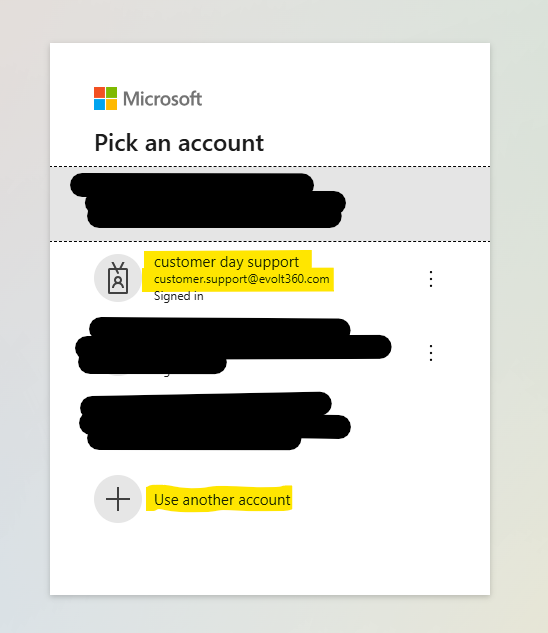 Microsoft
Pick an account
customer day support
customer.support@evolt360.com
Signed in
Use another account